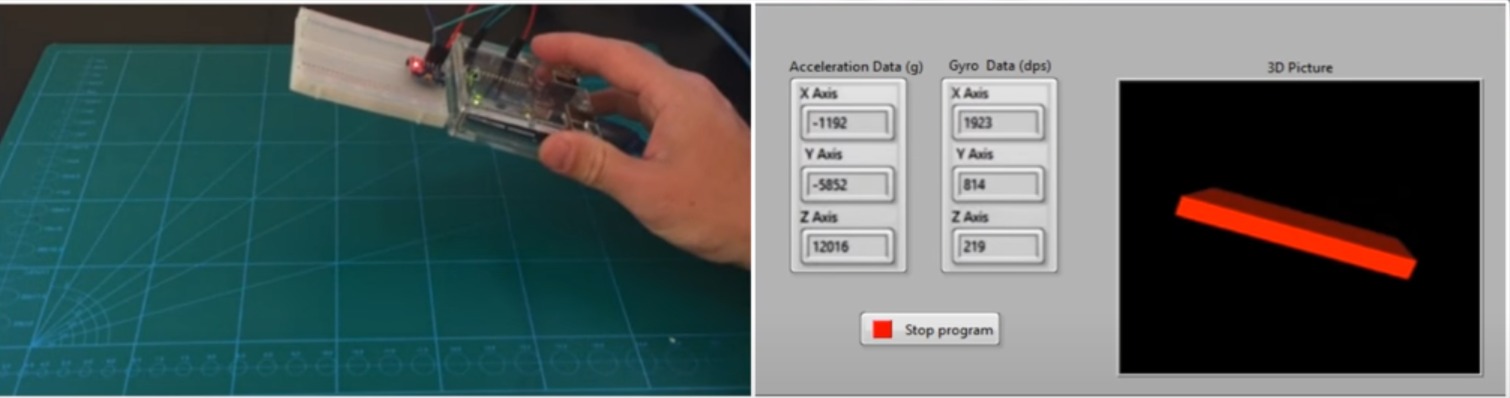 Acceleration Data (g)
Gyro Data (dps)
3D Picture
X Axis
-1192
Y Axis
-5852
Z Axis
12016
X Axis
1923
Y Axis
814
Z Axis
219
Stop program